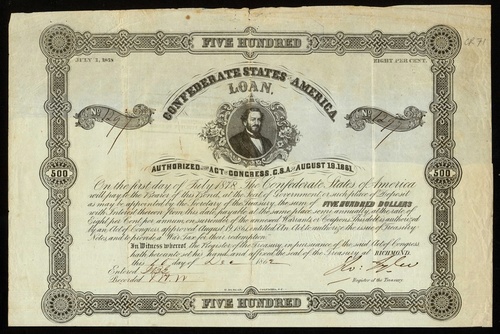 FIVE HUNDRED
JULY 1, 1878
EIGHT PER CENT.
CONFEDERATE STATES AMERICA
LOAN,
No
No
AUTHORIZED ACT CONGRESS, C.S.A. AUGUST 19, 1861.
500
500
On the first day of July 1878, The Confederate States of America
will pay to the Bearer of this Bond, at the Seat of Government or such place of Deposit
as may be appointed by the Secretary of the Treasury, the sum of FIVE HUNDRED DOLLARS
with Interest thereon from this date, payable at the same place, semi annually, at the rate of
Eight per Cent per annum, on surrender of the annexed Warrants or Coupons. This debt is authorized
By an Act of Congress approved August 19, 1861, entitled An Act to authorize the issue of Treasury
Notes, and to provide a War Tax for their redemption.
In Witness whereof, the Register of the Treasury, in pursuance of the said Act of Congress
hath hereunto set his hand and affixed the seal of the Treasury at RICHMOND,
this day of 1862
Entered
Recorded
Register of the Treasury
FIVE HUNDRED